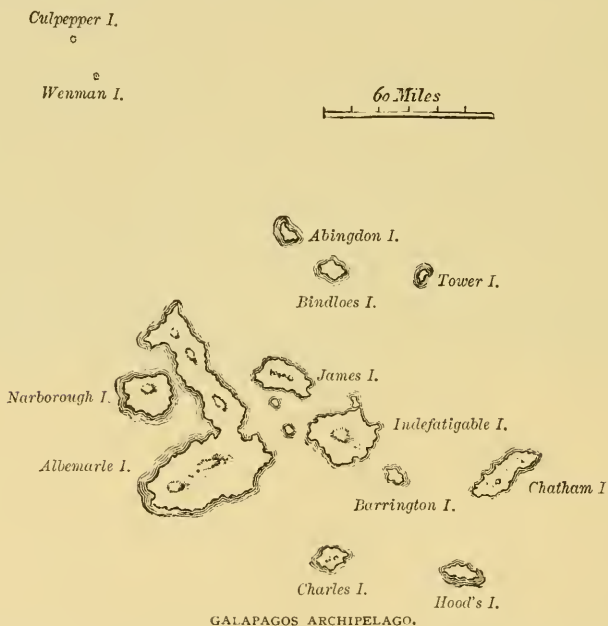 Culpepper I.
Wenman I.
60 Miles
Abingdon I.
Bindloes I.
Tower I.
James I.
Narborough I.
Indefatigable I.
Albemarle I.
Barrington I.
Chatham I
Charles I.
Hood's I.
GALAPAGOS ARCHIPELAGO.